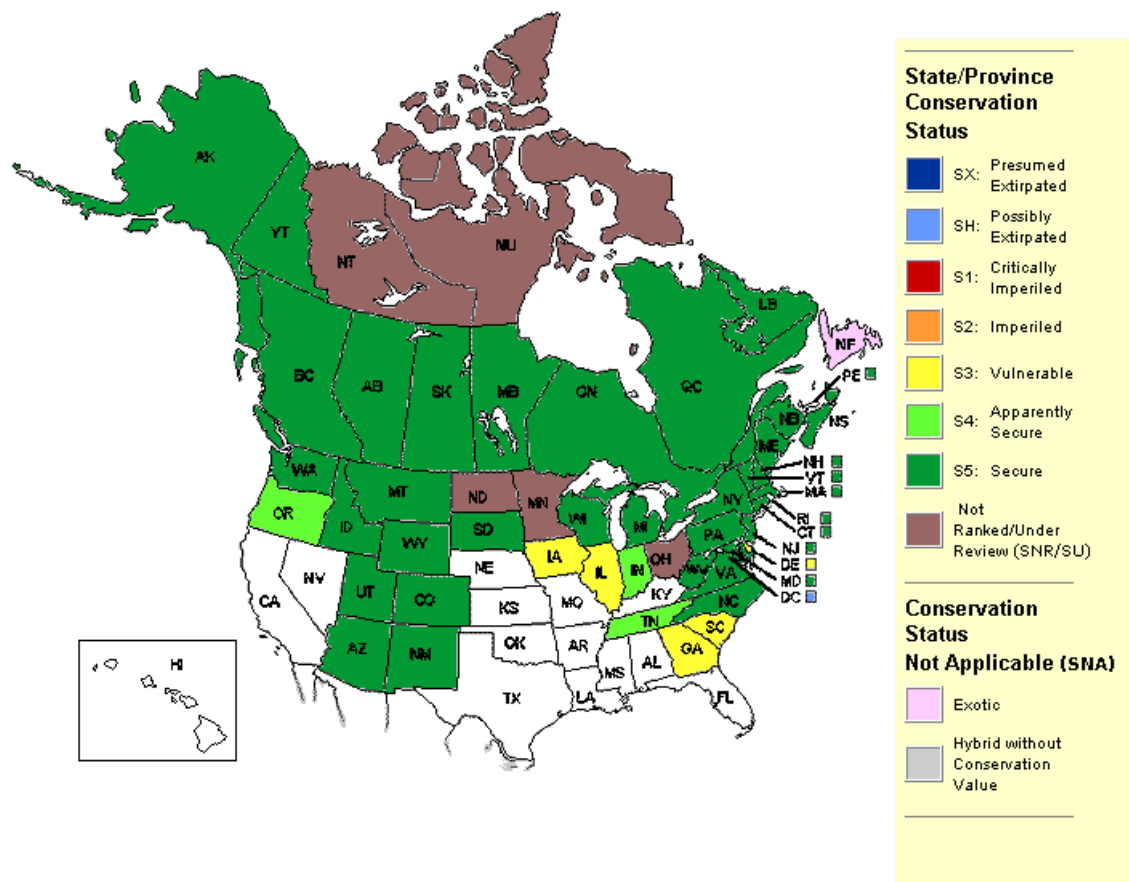 AK
YT
NT
NU
BC
AB
SK
MB
ON
QC
LB
NF
PE
NB
NS
ME
NH
VT
MA
RI
CT
NJ
DE
MD
DC
WA
MT
ND
MN
OR
ID
WY
SD
WI
MI
NY
PA
IA
IL
IN
OH
WV
VA
NE
NV
CA
UT
CO
KS
MO
KY
NC
TN
SC
AZ
NM
OK
AR
GA
MS
AL
TX
LA
FL
HI
State/Province
Conservation
Status
SX: Presumed
Extirpated
SH: Possibly
Extirpated
S1: Critically
Imperiled
S2: Imperiled
S3: Vulnerable
S4: Apparently
Secure
S5: Secure
Not
Ranked/Under
Review (SNR/SU)
Conservation
Status
Not Applicable (SNA)
Exotic
Hybrid without
Conservation
Value